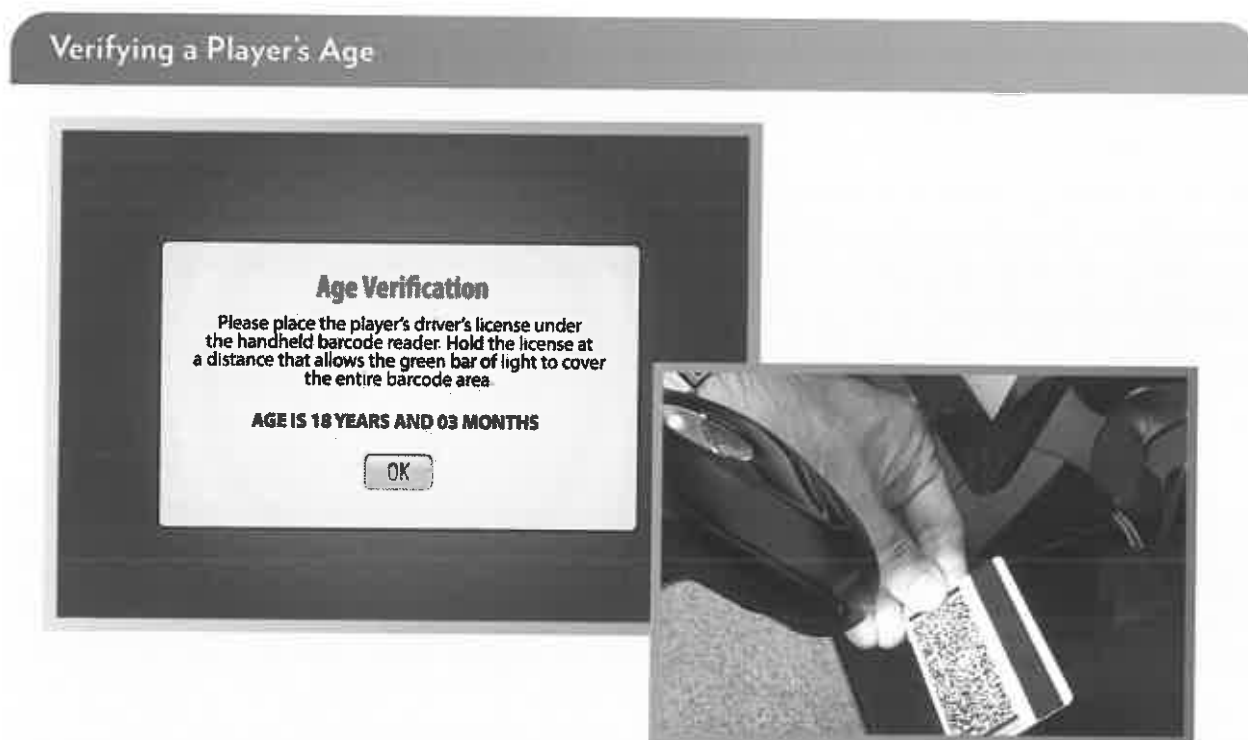 Verifying a Player's Age
Age Verification
Please place the player's driver's license under
the handheld barcode reader. Hold the license at
a distance that allows the green bar of light to cover
the entire barcode area
AGE IS 18 YEARS AND 03 MONTHS
OK